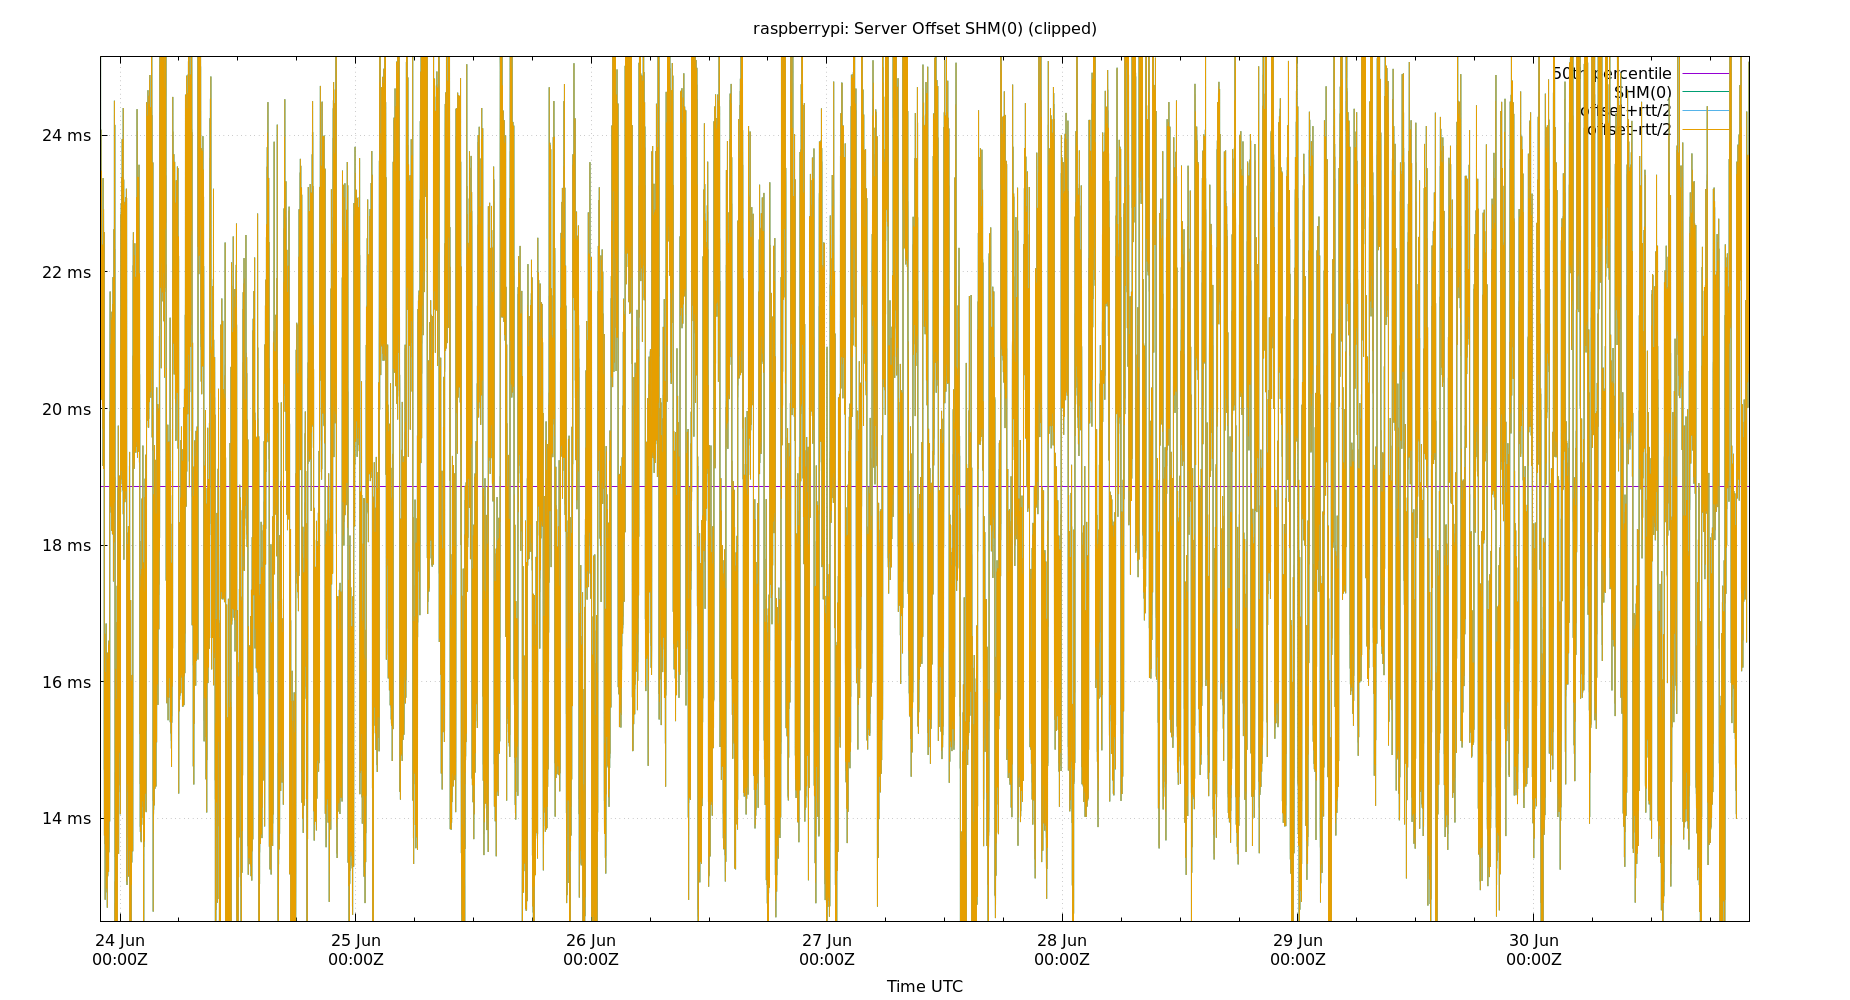 raspberrypi: Server Offset SHM(0) (clipped)
50th percentile
SHM(0)
offset+rtt/2
offset-rtt/2
24 ms
22 ms
20 ms
18 ms
16 ms
14 ms
24 Jun 25 Jun 26 Jun 27 Jun 28 Jun 29 Jun 30 Jun
00:00Z 00:00Z 00:00Z 00:00Z 00:00Z 00:00Z 00:00Z
Time UTC